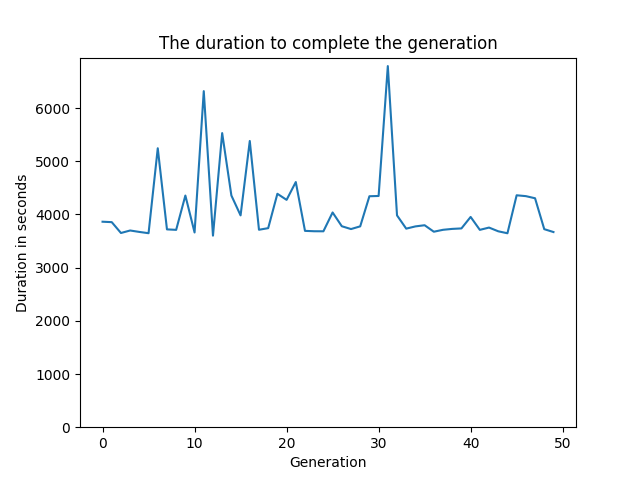 The duration to complete the generation
6000
5000
4000
3000
2000
1000
0
Duration in seconds
0 10 20 30 40 50
Generation